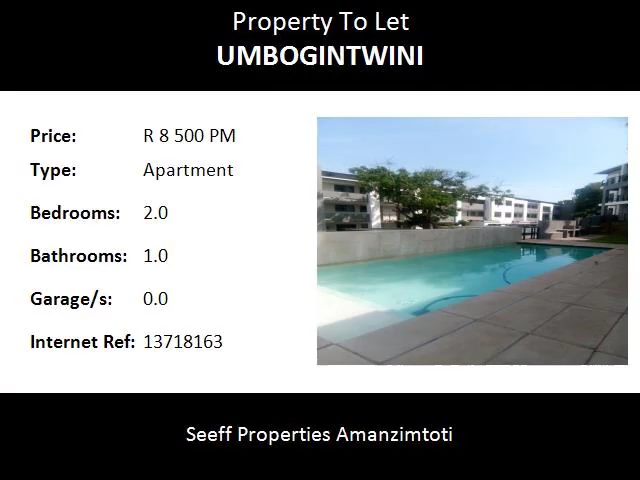 Property To Let
UMBOGINTWINI
Price: R 8 500 PM
Type: Apartment
Bedrooms: 2.0
Bathrooms: 1.0
Garage/s: 0.0
Internet Ref: 13718163
Seeff Properties Amanzimtoti